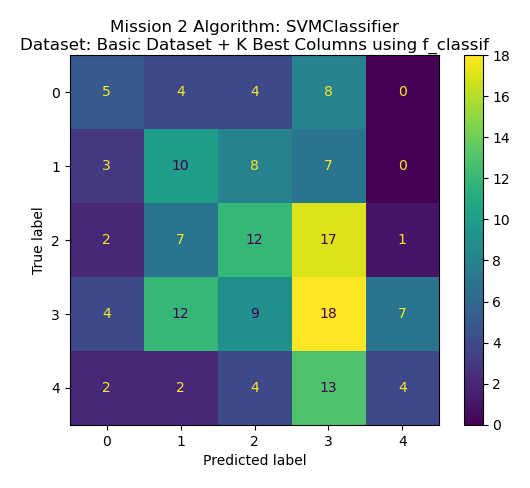 Mission 2 Algorithm: SVMClassifier
Dataset: Basic Dataset + K Best Columns using f_classif
0 5 4 4 8 0
1 3 10 8 7 0
2 2 7 12 17 1
3 4 12 9 18 7
4 2 2 4 13 4
0 1 2 3 4
True label
Predicted label
18
16
14
12
10
8
6
4
2
0